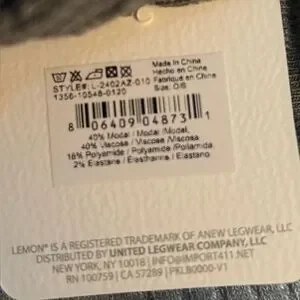 Made in China
Hecho en China
STYLE#: L-2402AZ-010 Fabriqué en Chine
1356-10548-0120 Size: O/S
8 06409 04873 1
40% Modal / Modal /Modal,
40% Viscose / Viscosa /Viscosa
18% Polyamide / Polyamide /Poliamida,
2% Elastane / Elasthanne / Elastano
LEMON® IS A REGISTERED TRADEMARK OF ANEW LEGWEAR, LLC
DISTRIBUTED BY UNITED LEGWEAR COMPANY, LLC
NEW YORK, NY 10018 | INFO@IMPORT411.NET
RN 100759 | CA 57289 | PKLB0000-V1